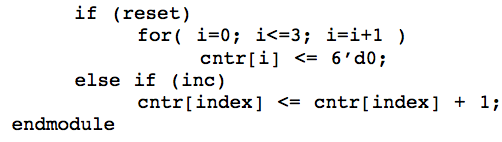 if (reset)
for( i=0; i<=3; i=i+1 )
cntr[i] <= 6’d0;
else if (inc)
cntr[index] <= cntr[index] + 1;
endmodule